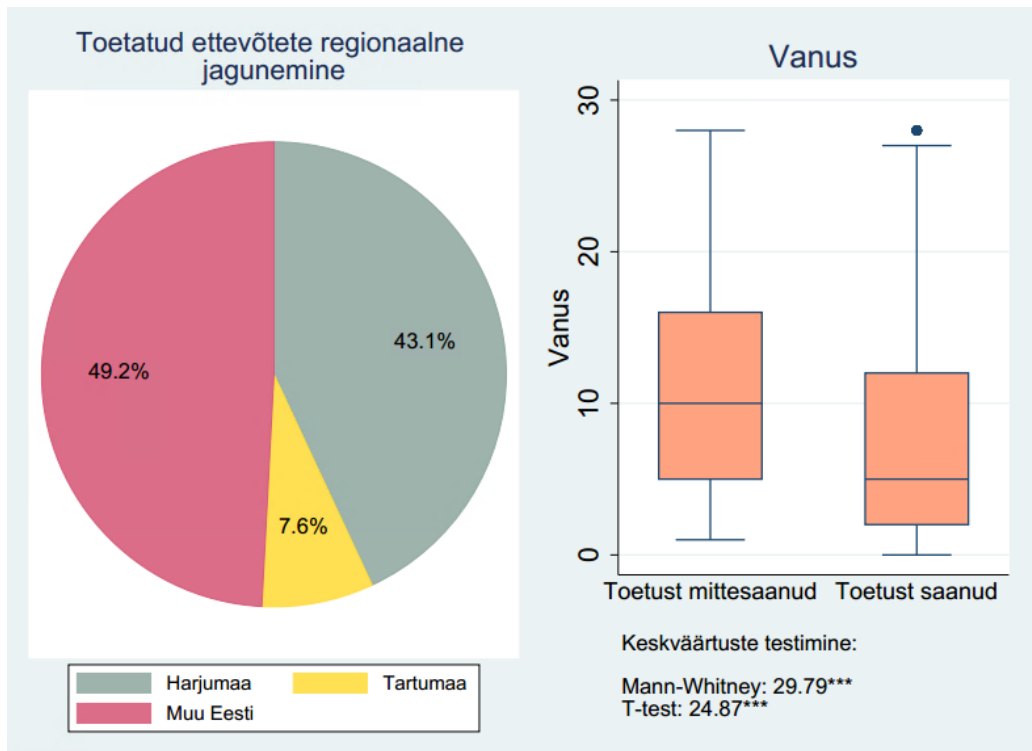 Toetatud ettevõtete regionaalne
jagunemine
43.1%
49.2%
7.6%
Harjumaa
Tartumaa
Muu Eesti
Vanus
Vanus
30
20
10
0
Toetust mittesaanud
Toetust saanud
Keskväärtuste testimine:
Mann-Whitney: 29.79***
T-test: 24.87***